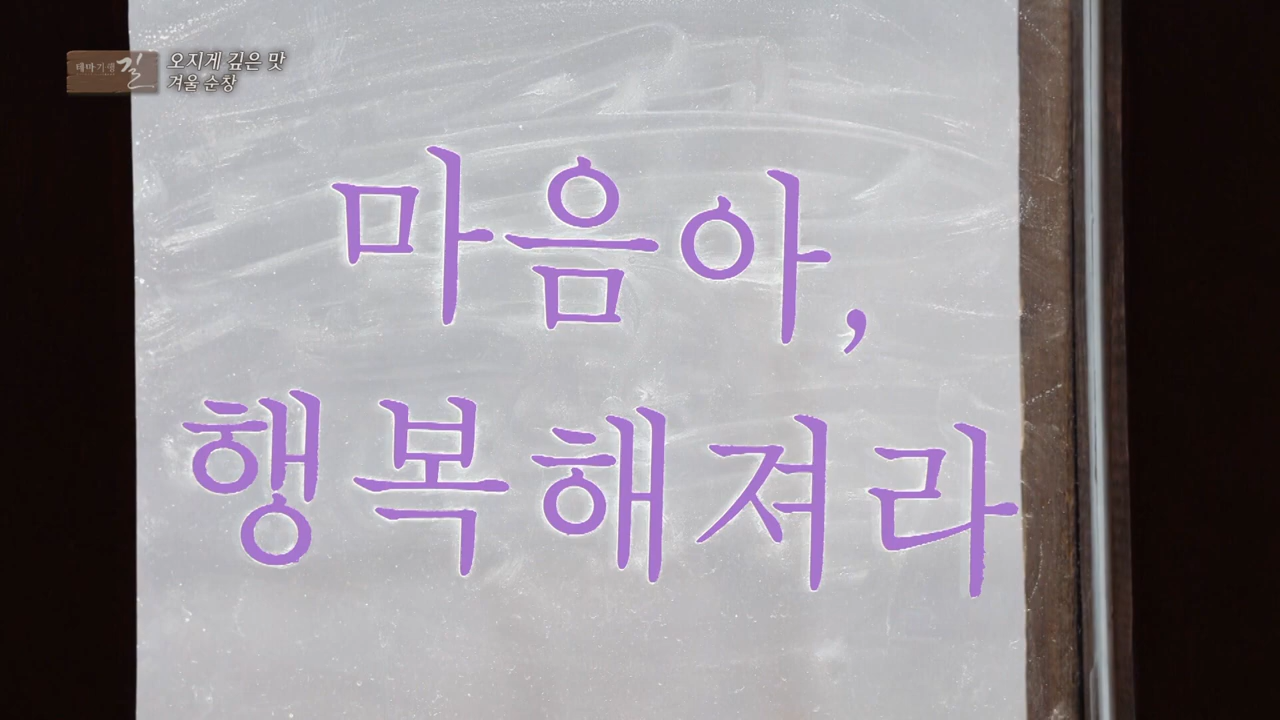 테마기행 길
오지게 깊은 맛
겨울 순창
마음아,
행복해져라